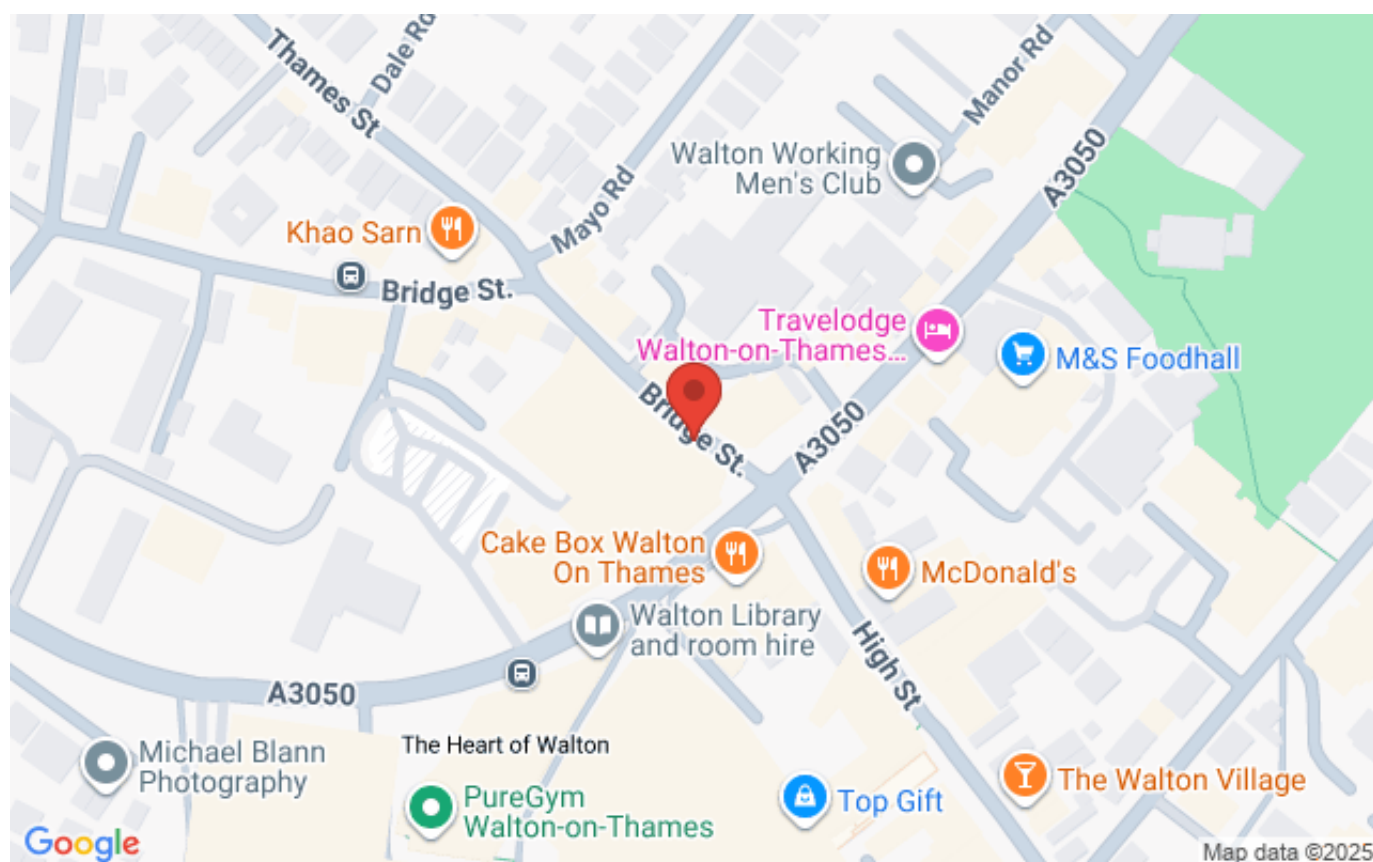 Thames St
Dale Rd
Manor Rd
Walton Working
Men's Club
A3050
Mayo Rd
Khao Sarn
Bridge St.
Travelodge
Walton-on-Thames...
M&S Foodhall
Bridge St.
A3050
Cake Box Walton
On Thames
McDonald's
Walton Library
and room hire
High St
A3050
The Heart of Walton
Michael Blann
Photography
The Walton Village
PureGym
Walton-on-Thames
Top Gift
Google
Map data ©2025